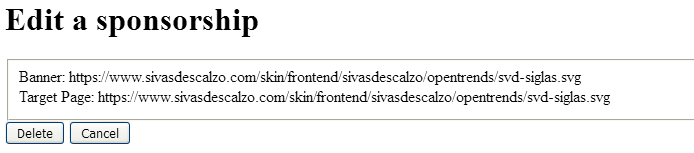 Edit a sponsorship
Banner: https://www.sivasdescalzo.com/skin/frontend/sivasdescalzo/opentrends/svd-siglas.svg
Target Page: https://www.sivasdescalzo.com/skin/frontend/sivasdescalzo/opentrends/svd-siglas.svg
Delete Cancel